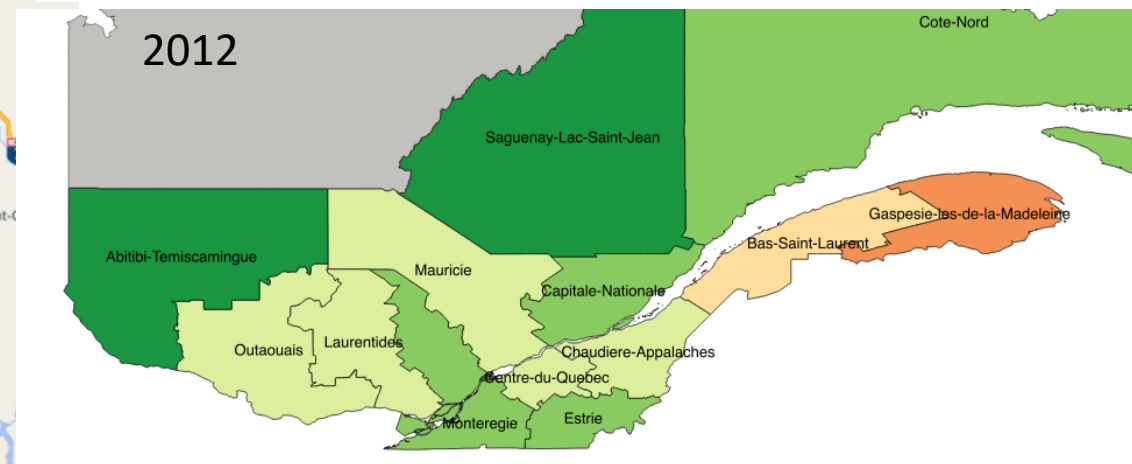 2012
Cote-Nord
Saguenay-Lac-Saint-Jean
Gaspesie-les-de-la-Madeleine
Bas-Saint-Laurent
Abitibi-Temiscamingue
Mauricie
Capitale-Nationale
Outaouais
Laurentides
Chaudiere-Appalaches
Centre-du-Quebec
Monteregie
Estrie